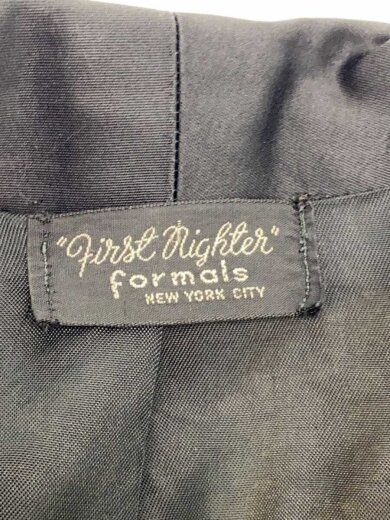 "First Nighter"
formals
NEW YORK CITY